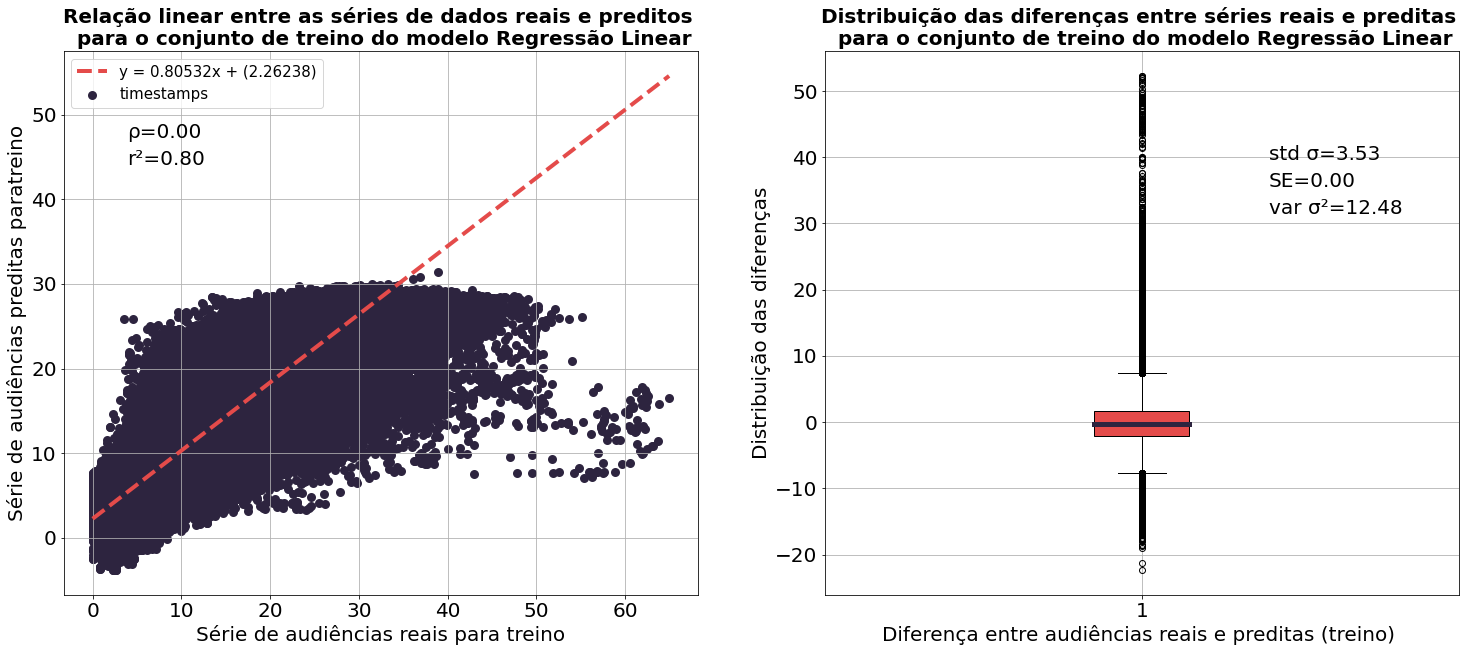 Relação linear entre as séries de dados reais e preditos
para o conjunto de treino do modelo Regressão Linear
y = 0.80532x + (2.26238)
timestamps
ρ=0.00
r²=0.80
50
40
30
20
10
0
Série de audiências preditas paratreino
0 10 20 30 40 50 60
Série de audiências reais para treino
Distribuição das diferenças entre séries reais e preditas
para o conjunto de treino do modelo Regressão Linear
std σ=3.53
SE=0.00
var σ²=12.48
50
40
30
20
10
0
−10
−20
Distribuição das diferenças
1
Diferença entre audiências reais e preditas (treino)